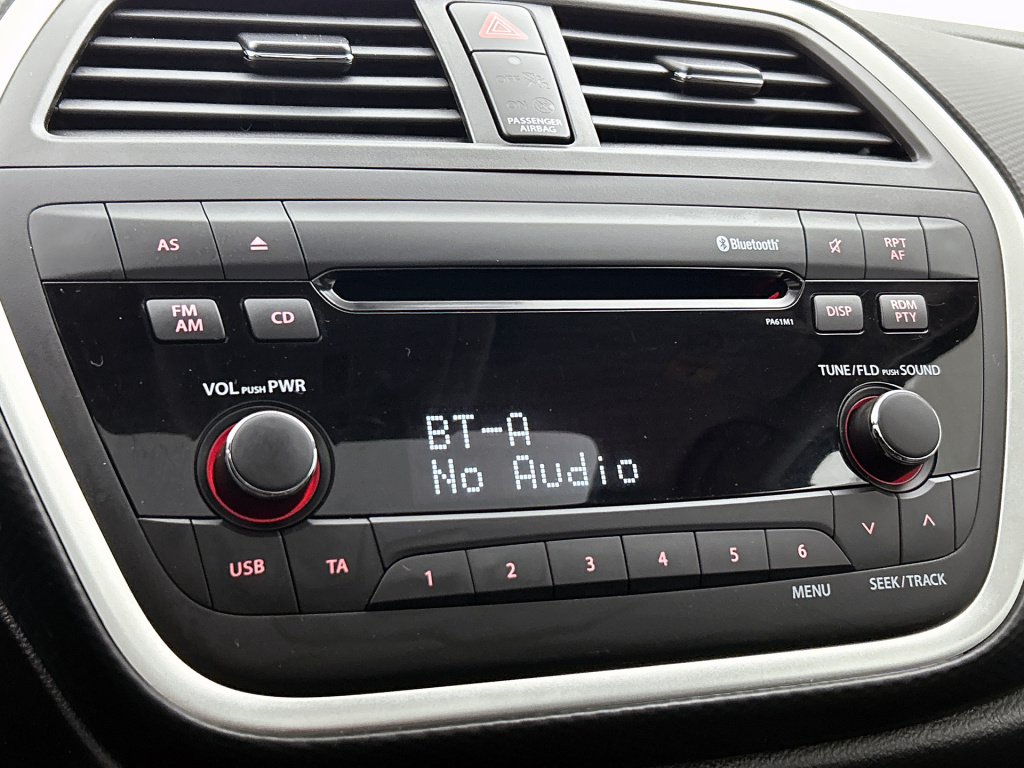 OFF
ON
PASSENGER
AIRBAG
AS
Bluetooth
RPT
AF
FM
AM
CD
PA61M1
DISP
RDM
PTY
VOL PUSH PWR
TUNE/FLD PUSH SOUND
BT-A
No Audio
USB
TA
1
2
3
4
5
6
MENU
SEEK/TRACK